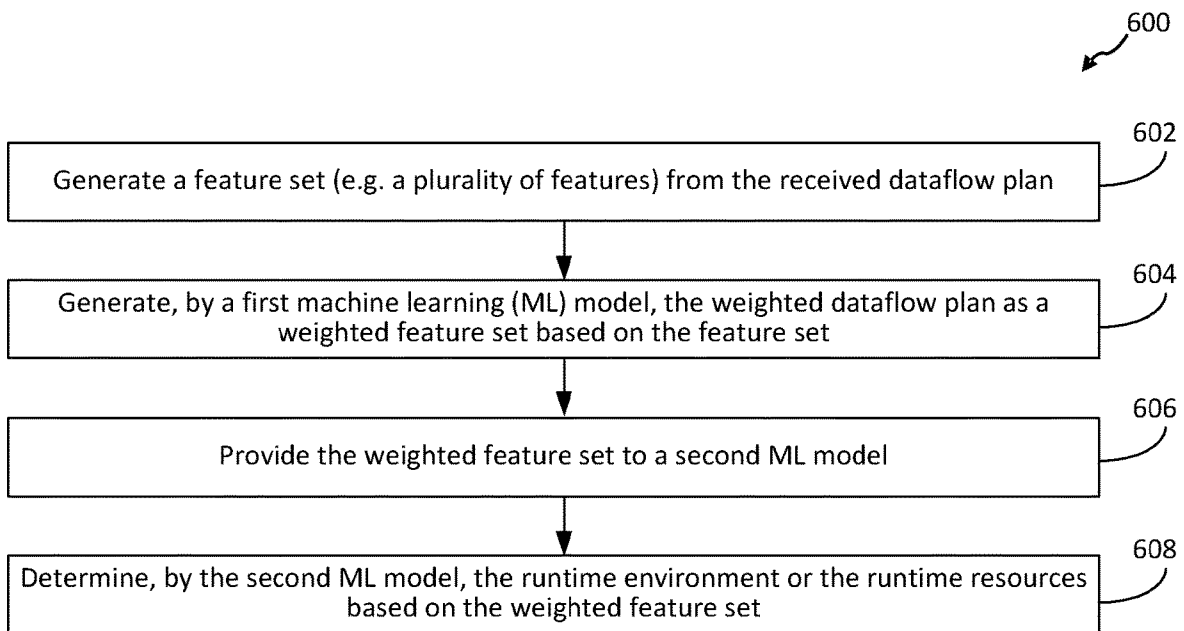 600
602
Generate a feature set (e.g. a plurality of features) from the received dataflow plan
604
Generate, by a first machine learning (ML) model, the weighted dataflow plan as a
weighted feature set based on the feature set
606
Provide the weighted feature set to a second ML model
608
Determine, by the second ML model, the runtime environment or the runtime resources
based on the weighted feature set